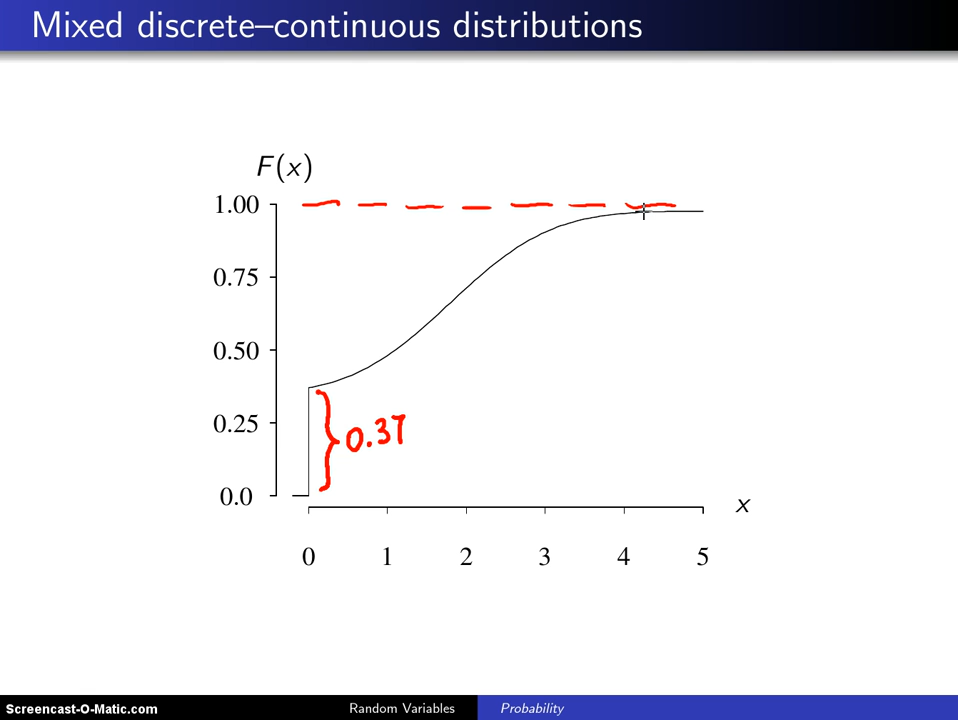 Mixed discrete–continuous distributions
F(x)
1.00
0.75
0.50
0.25
0.0
0.37
x
0 1 2 3 4 5
Screencast-O-Matic.com Random Variables Probability